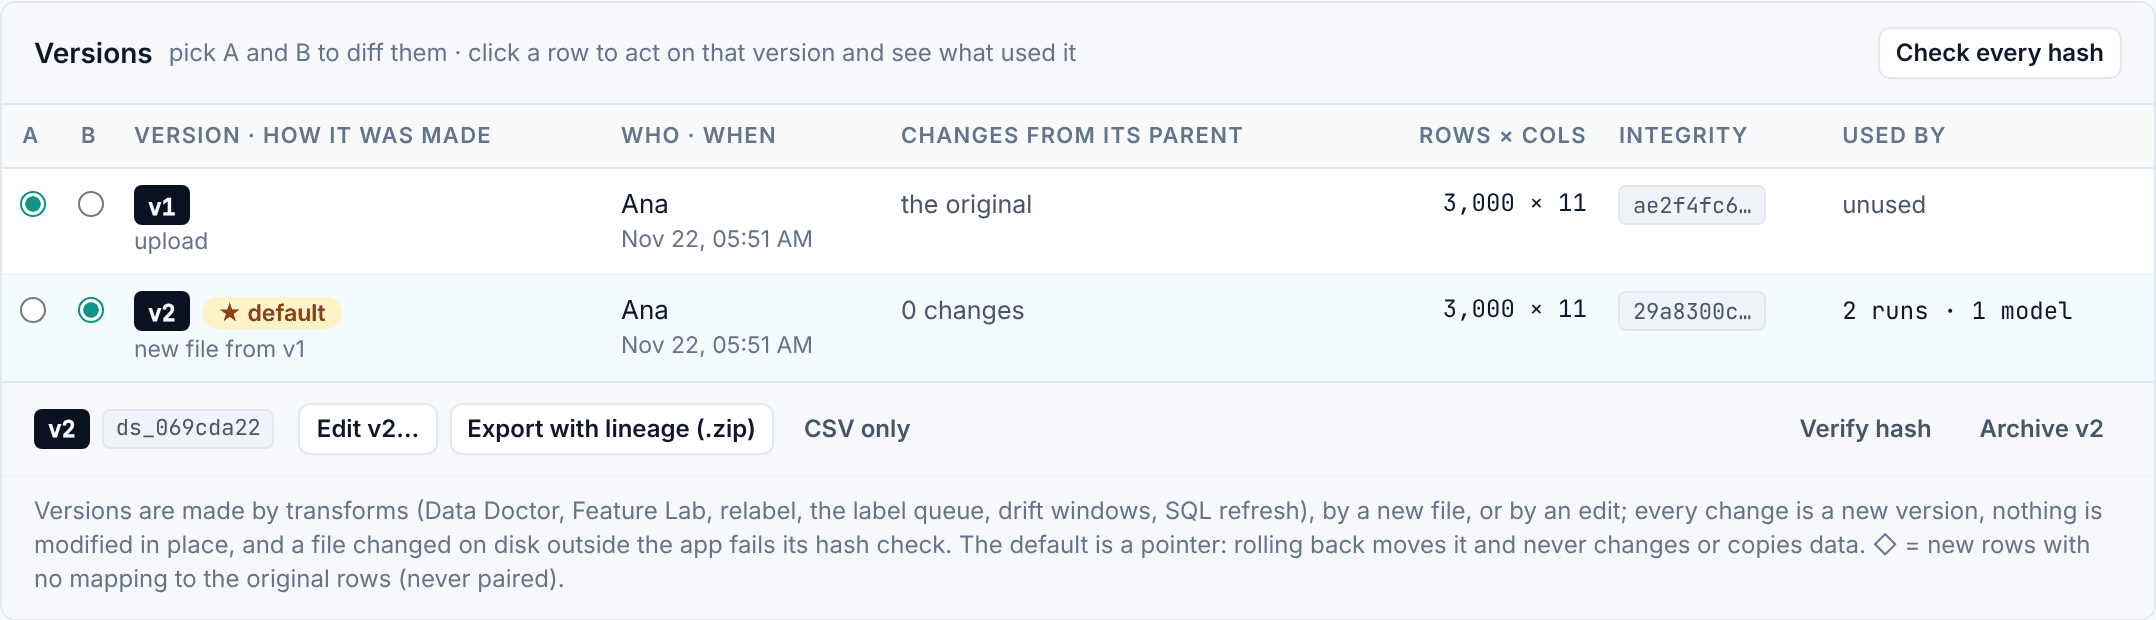 Versions pick A and B to diff them · click a row to act on that version and see what used it Check every hash
A B VERSION · HOW IT WAS MADE WHO · WHEN CHANGES FROM ITS PARENT ROWS × COLS INTEGRITY USED BY
v1 Ana the original 3,000 × 11 ae2f4fc6… unused
upload Nov 22, 05:51 AM
v2 ★ default Ana 0 changes 3,000 × 11 29a8300c… 2 runs · 1 model
new file from v1 Nov 22, 05:51 AM
v2 ds_069cda22 Edit v2… Export with lineage (.zip) CSV only Verify hash Archive v2
Versions are made by transforms (Data Doctor, Feature Lab, relabel, the label queue, drift windows, SQL refresh), by a new file, or by an edit; every change is a new version, nothing is
modified in place, and a file changed on disk outside the app fails its hash check. The default is a pointer: rolling back moves it and never changes or copies data. ◇ = new rows with
no mapping to the original rows (never paired).